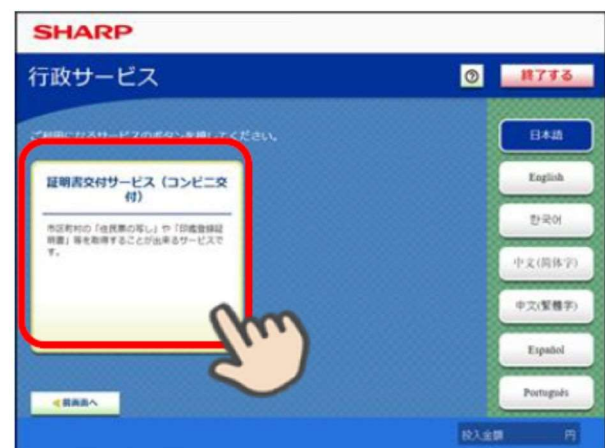 SHARP
行政サービス
?
終了する
ご利用になるサービスのボタンを押してください。
証明書交付サービス（コンビニ交
付）
市区町村の「住民票の写し」や「印鑑登録証
明書」等を取得することが出来るサービスで
す。
日本語
English
한국어
中文(简体字)
中文(繁體字)
Español
Português
前画面へ
投入金額 円